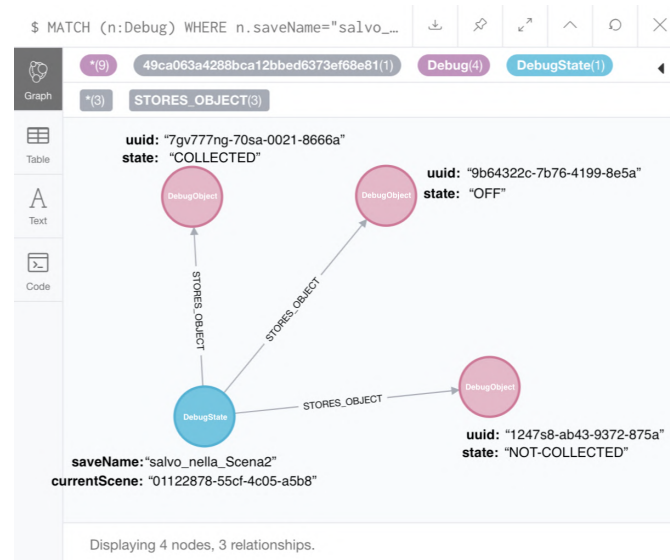 $ MATCH (n:Debug) WHERE n.saveName="salvo_…
*(9) 49ca063a4288bca12bbed6373ef68e81(1) Debug(4) DebugState(1)
Graph
*(3) STORES_OBJECT(3)
Table
A
Text
Code
uuid: “7gv777ng-70sa-0021-8666a”
state: “COLLECTED”
uuid: “9b64322c-7b76-4199-8e5a”
state: “OFF”
DebugObject
DebugObject
STORES_OBJECT
STORES_OBJECT
DebugObject
STORES_OBJECT
DebugState
uuid: “1247s8-ab43-9372-875a”
state: “NOT-COLLECTED”
saveName:“salvo_nella_Scena2”
currentScene: “01122878-55cf-4c05-a5b8”
Displaying 4 nodes, 3 relationships.